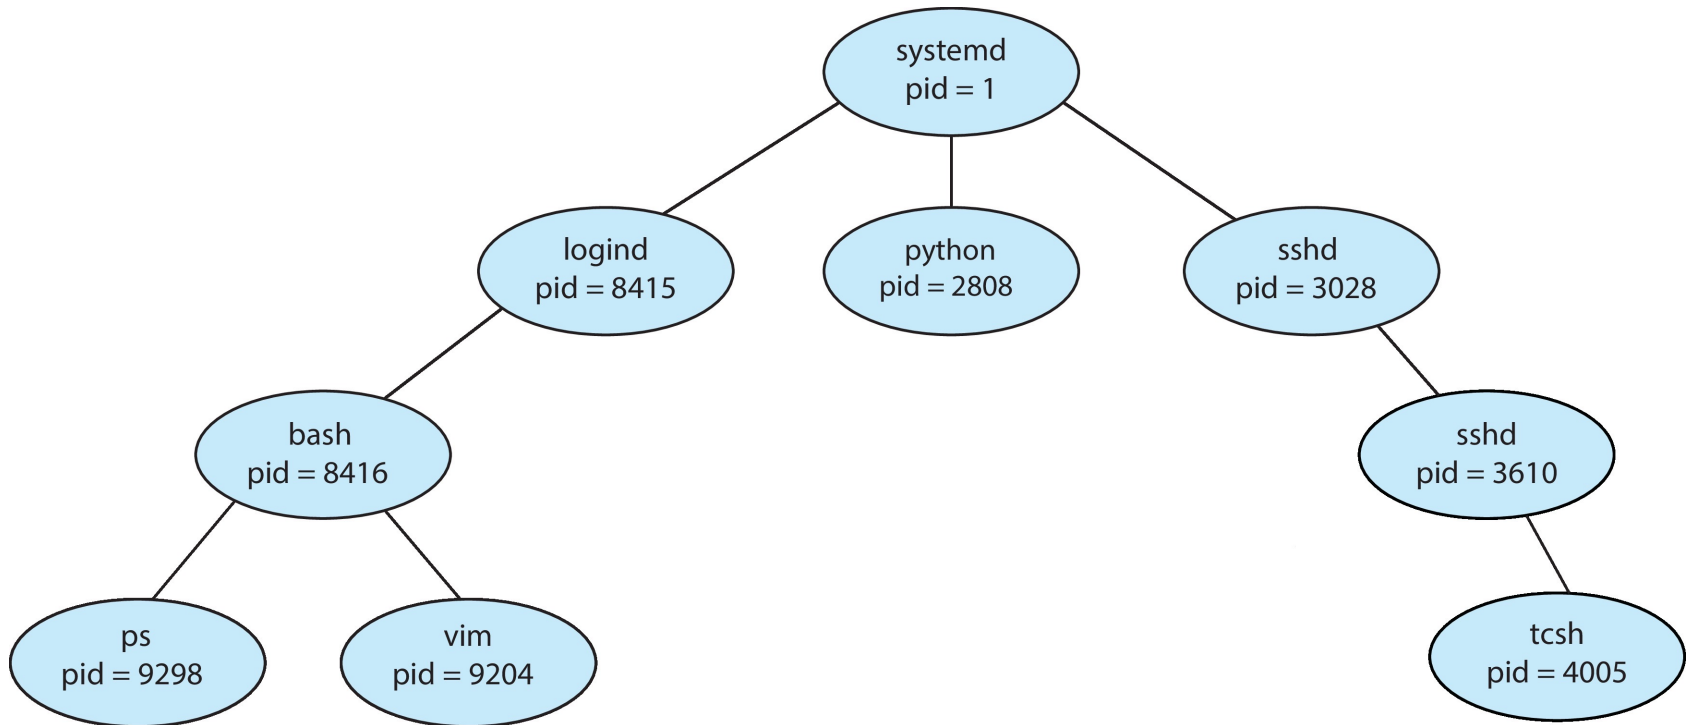 systemd
pid = 1
logind
pid = 8415
python
pid = 2808
sshd
pid = 3028
bash
pid = 8416
sshd
pid = 3610
ps
pid = 9298
vim
pid = 9204
tcsh
pid = 4005